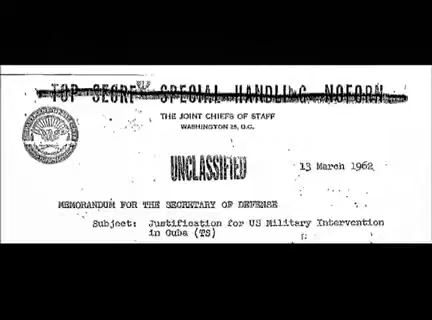 TOP SECRET SPECIAL HANDLING NOFORN
THE JOINT CHIEFS OF STAFF
WASHINGTON 25, D.C.
UNCLASSIFIED
13 March 1962
MEMORANDUM FOR THE SECRETARY OF DEFENSE
Subject: Justification for US Military Intervention
in Cuba (TS)